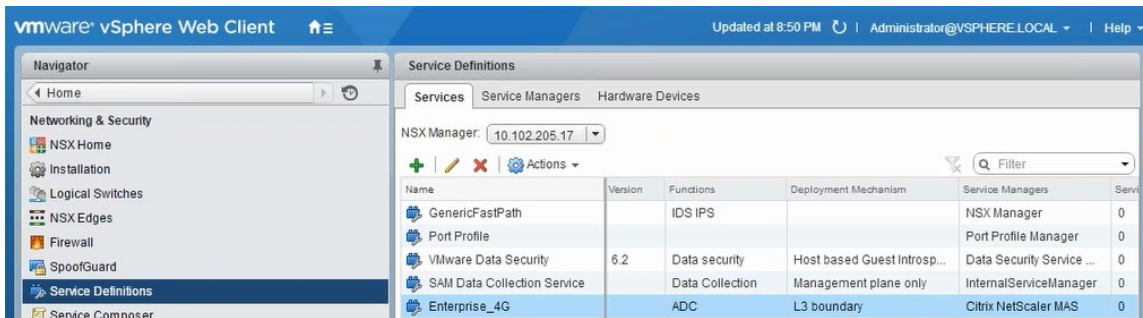 vmware® vSphere Web Client
Updated at 8:50 PM | Administrator@VSPHERE.LOCAL | Help
Navigator
Home
Networking & Security
NSX Home
Installation
Logical Switches
NSX Edges
Firewall
SpoofGuard
Service Definitions
Service Composer
Service Definitions
Services Service Managers Hardware Devices
NSX Manager: 10.102.205.17
Actions Filter
Name Version Functions Deployment Mechanism Service Managers Servi
GenericFastPath IDS IPS NSX Manager 0
Port Profile Port Profile Manager 0
VMware Data Security 6.2 Data security Host based Guest Introsp... Data Security Service ... 0
SAM Data Collection Service Data Collection Management plane only InternalServiceManager 0
Enterprise_4G ADC L3 boundary Citrix NetScaler MAS 0